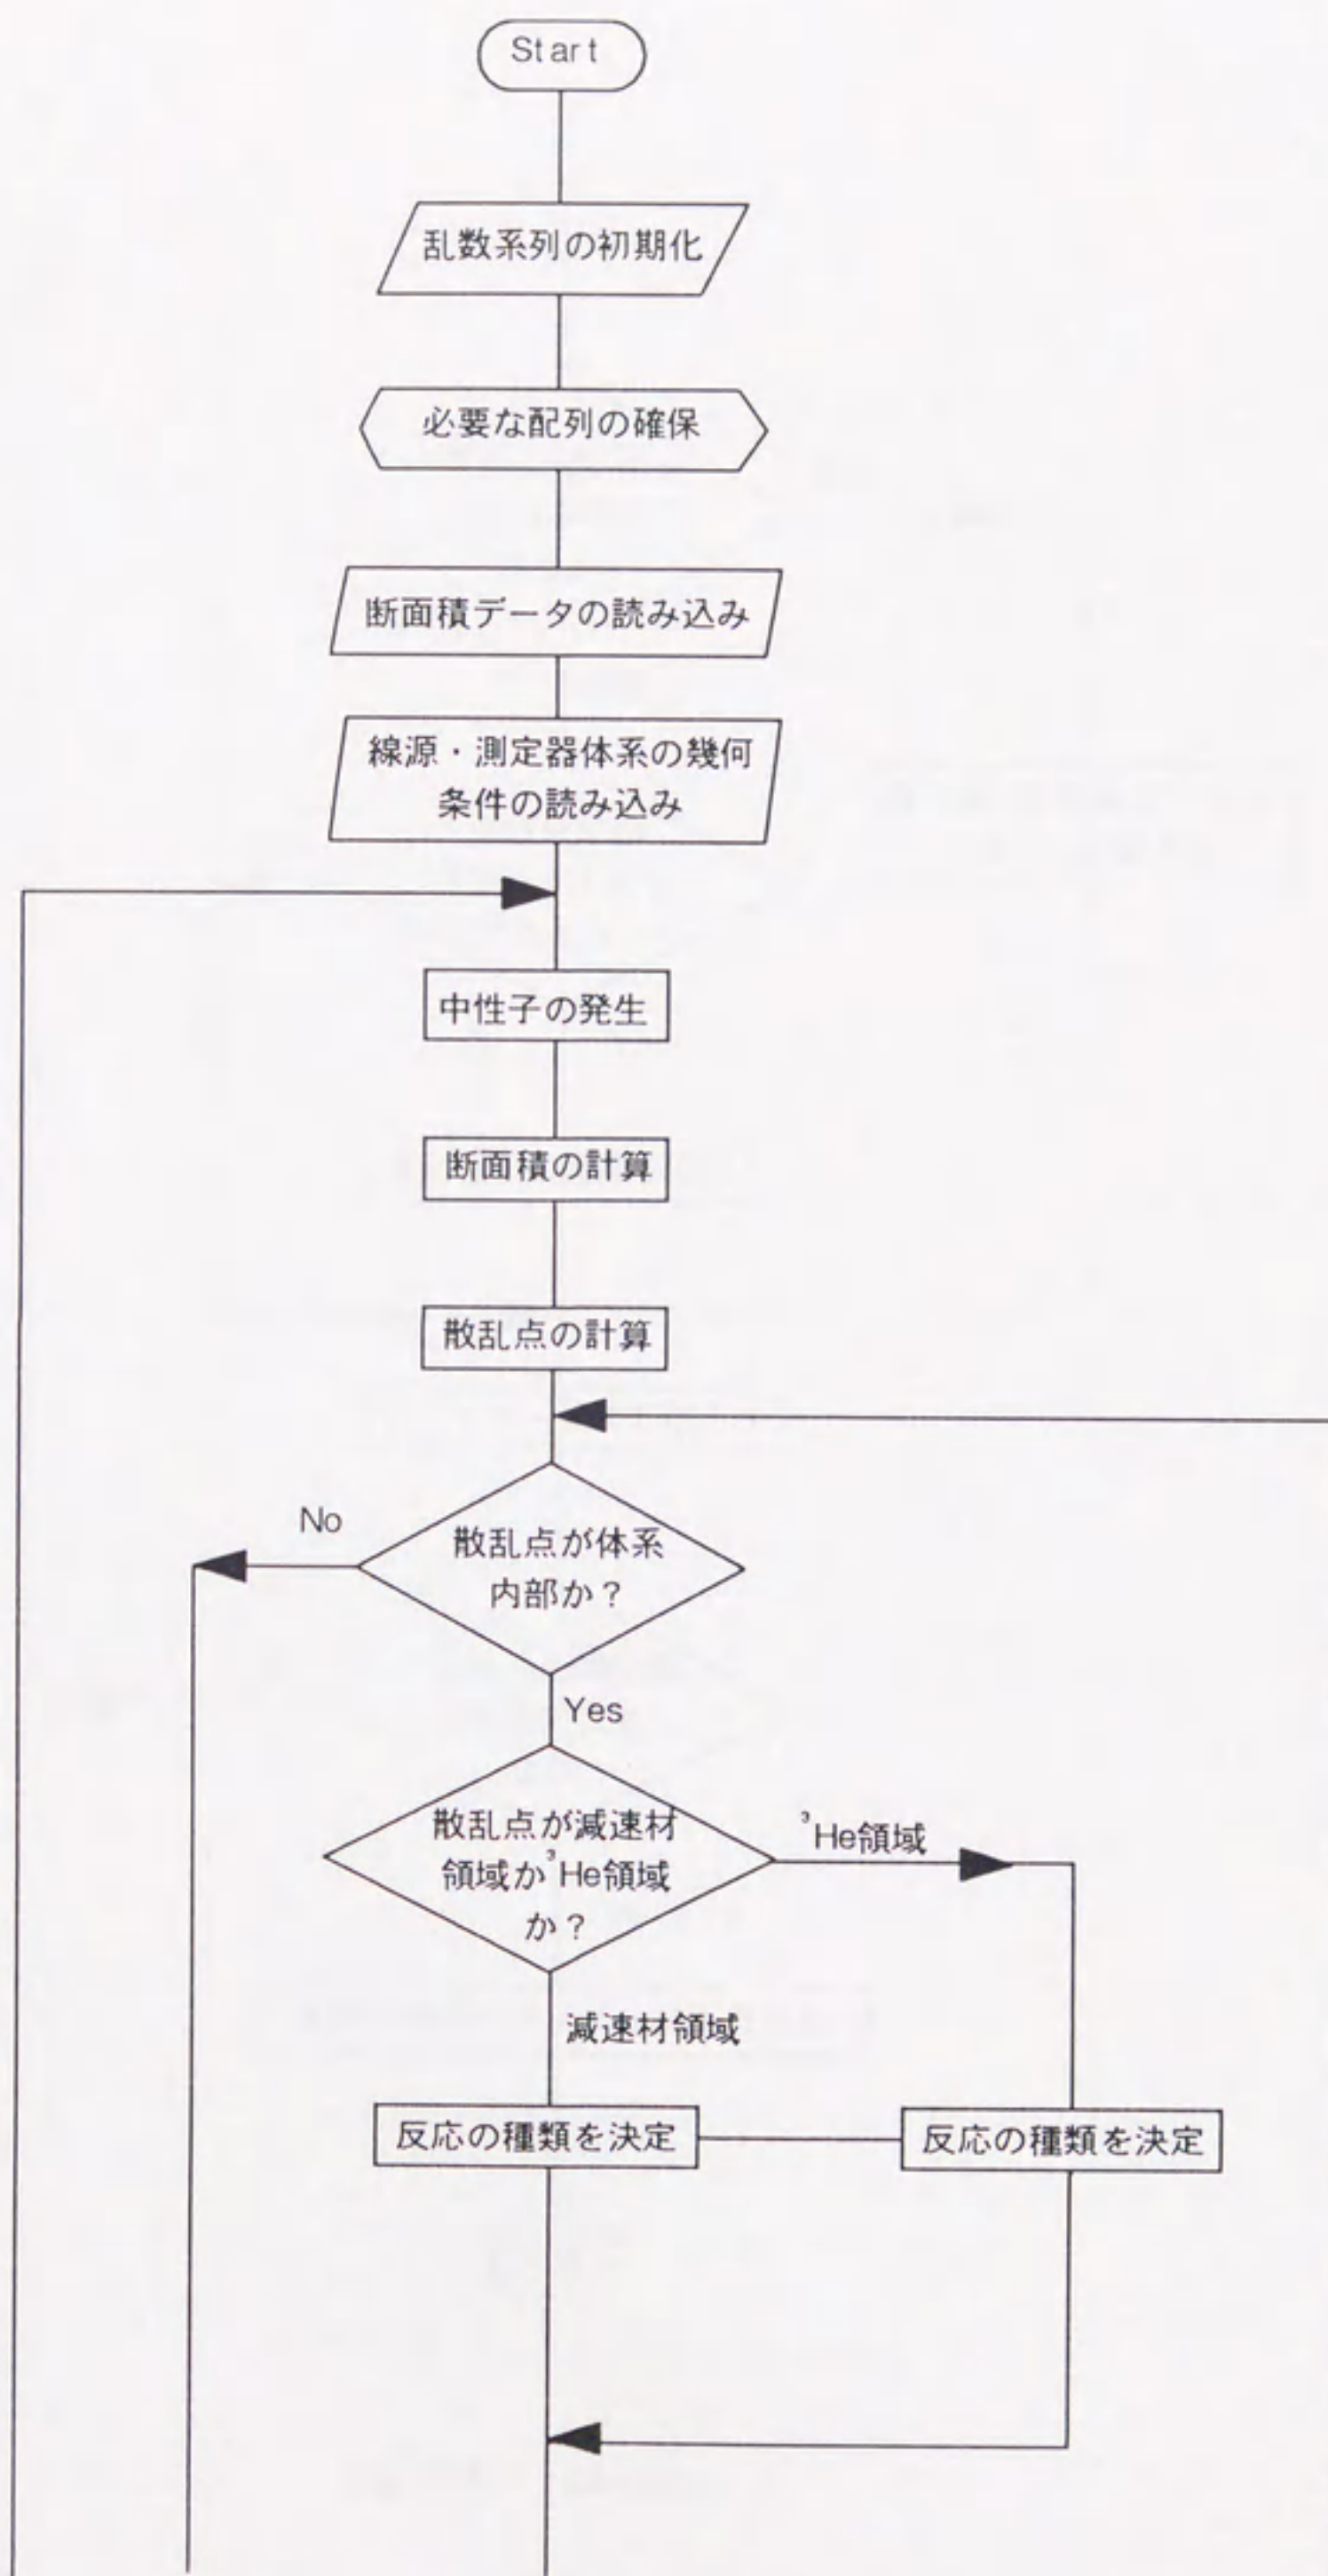 Start
乱数系列の初期化
必要な配列の確保
断面積データの読み込み
線源・測定器体系の幾何
条件の読み込み
中性子の発生
断面積の計算
散乱点の計算
No
散乱点が体系
内部か？
Yes
散乱点が減速材
領域か³He領域
か？
³He領域
減速材領域
反応の種類を決定
反応の種類を決定